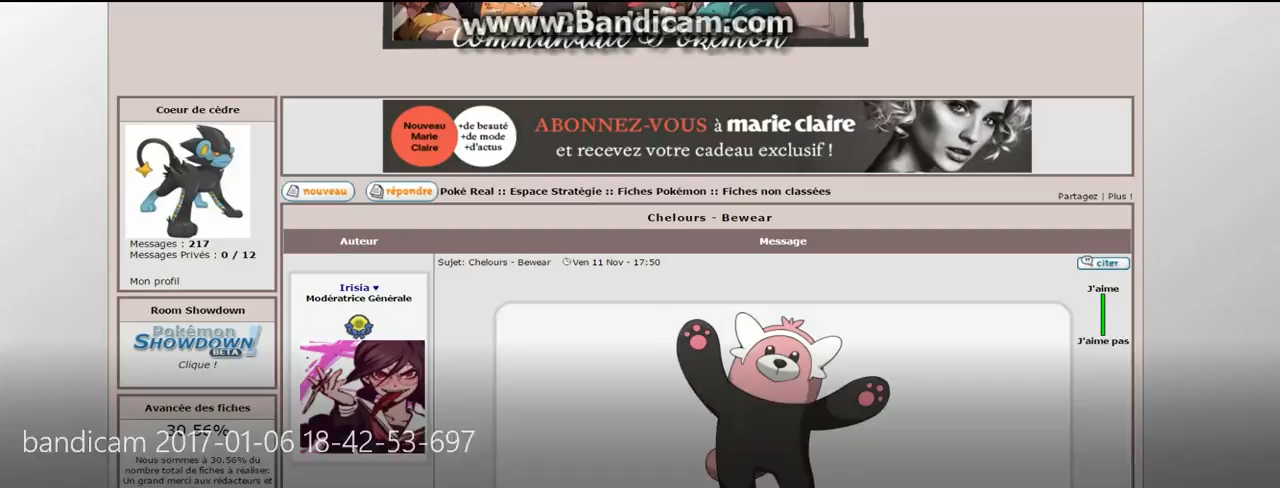 www.Bandicam.com
Communauté Pokémon
Coeur de cèdre
Messages : 217
Messages Privés : 0 / 12
Mon profil
Room Showdown
Pokémon
SHOWDOWN!
BETA
Clique !
Avancée des fiches
30.56%
Nous sommes à 30.56% du
nombre total de fiches à réaliser.
Un grand merci aux rédacteurs et
Nouveau
Marie
Claire
+de beauté
+de mode
+d'actus
ABONNEZ-VOUS à marie claire
et recevez votre cadeau exclusif !
nouveau
répondre
Poké Real :: Espace Stratégie :: Fiches Pokémon :: Fiches non classées
Partagez | Plus !
Chelours - Bewear
Auteur
Message
Irisia ♥
Modératrice Générale
Sujet: Chelours - Bewear
Ven 11 Nov - 17:50
citer
J'aime
J'aime pas
bandicam 2017-01-06 18-42-53-697